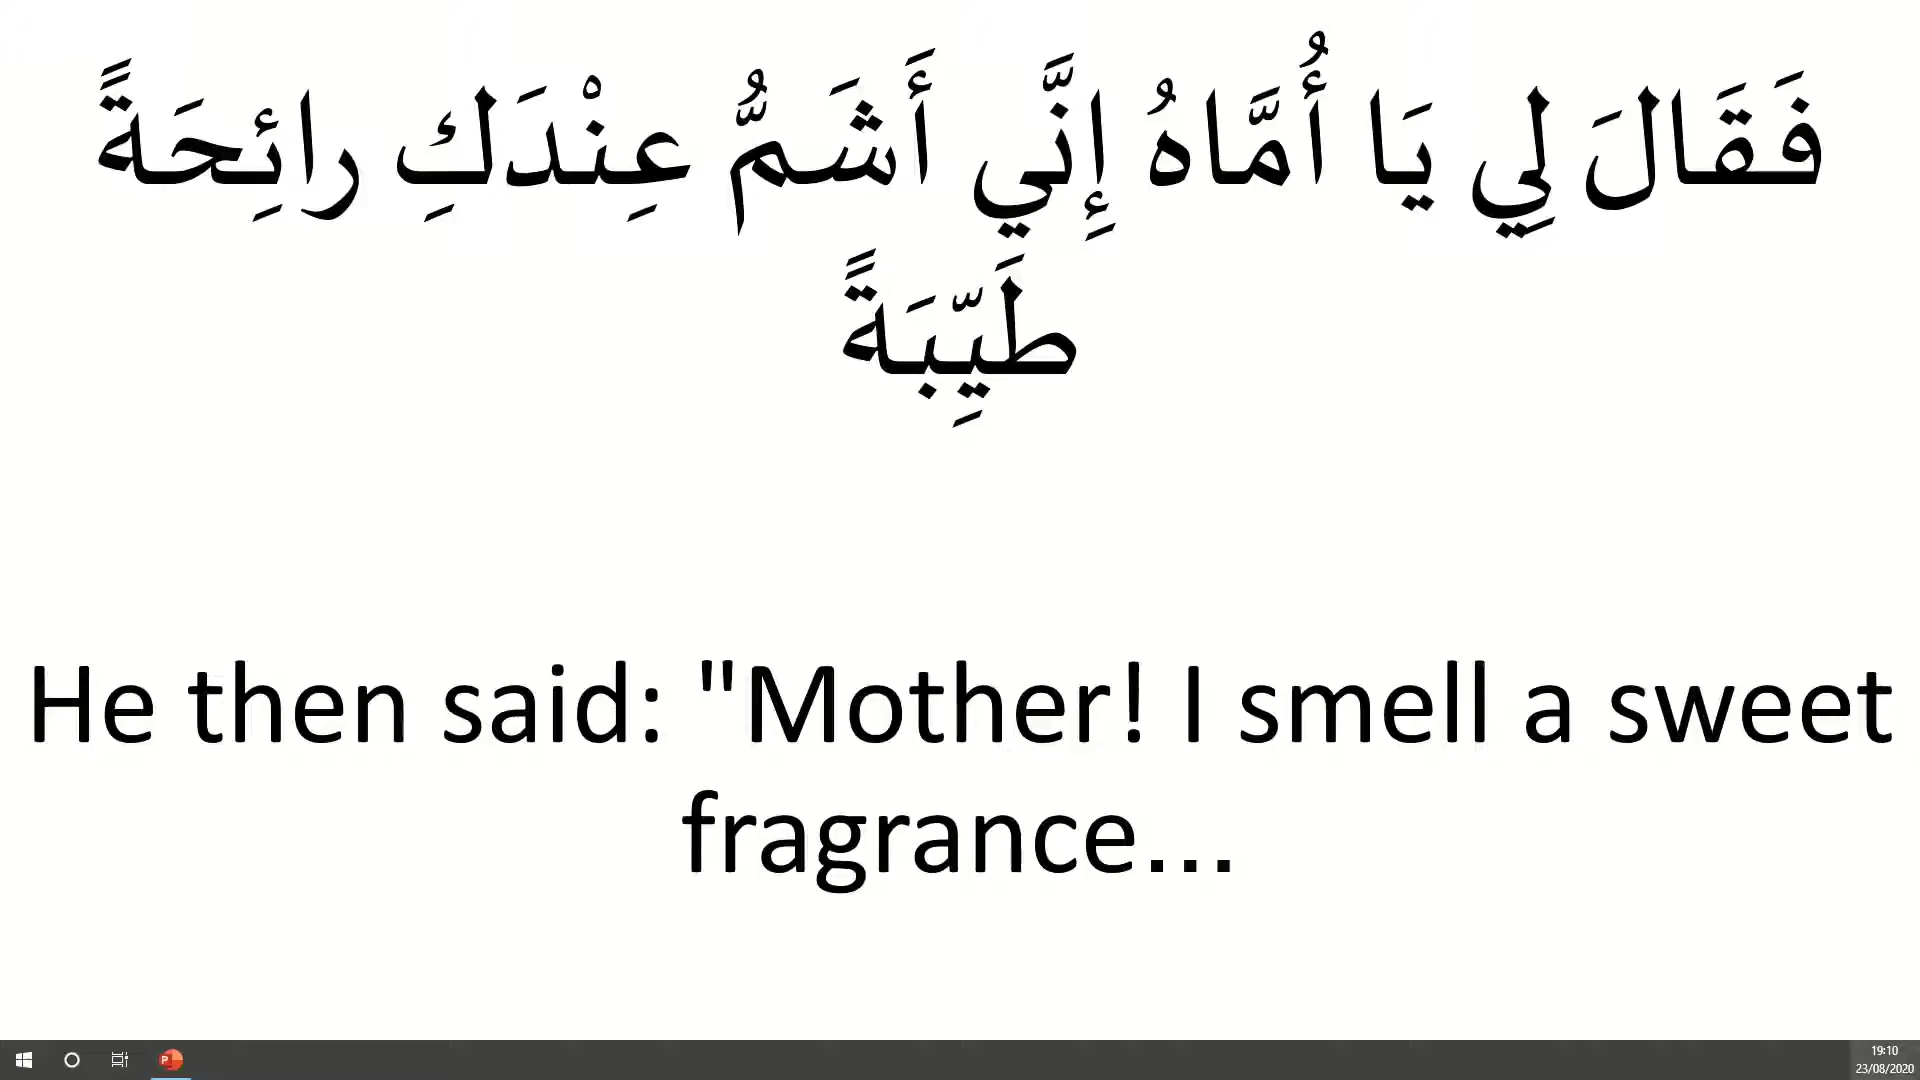 فَقَالَ لِي يَا أُمَّاهُ إِنَّي أَشَمُّ عِنْدَكِ رائِحَةً
طَيِّبَةً
He then said: "Mother! I smell a sweet
fragrance...
19:10
23/08/2020